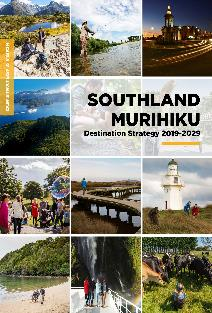 SOUTHLAND
MURIHIKU
Destination Strategy 2019-2029